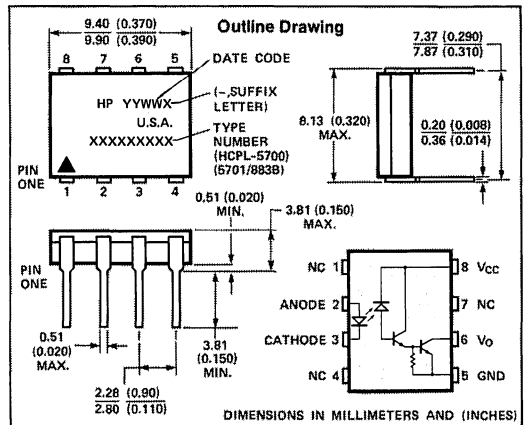 Outline Drawing
9.40 (0.370)
9.90 (0.390)
8 7 6 5
DATE CODE
HP YYWWX
(–,SUFFIX
LETTER)
U.S.A.
XXXXXXXXX
TYPE
NUMBER
(HCPL-5700)
(5701/883B)
PIN
ONE
1 2 3 4
7.37 (0.290)
7.87 (0.310)
8.13 (0.320)
MAX.
0.20 (0.008)
0.36 (0.014)
0.51 (0.020)
MIN.
3.81 (0.150)
MAX.
PIN
ONE
0.51
(0.020)
MAX.
3.81
(0.150)
MIN.
2.28 (0.90)
2.80 (0.110)
NC 1
8 VCC
ANODE 2
7 NC
CATHODE 3
6 VO
NC 4
5 GND
DIMENSIONS IN MILLIMETERS AND (INCHES)